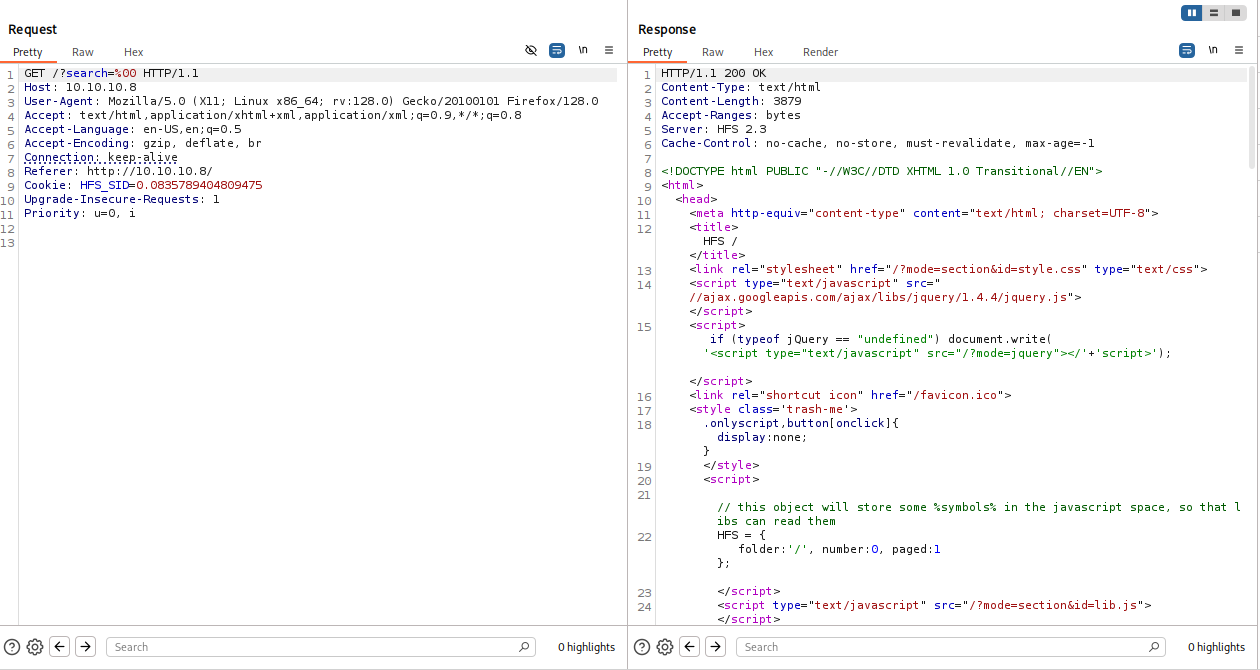 Request
Pretty Raw Hex \n
1 GET /?search=%00 HTTP/1.1
2 Host: 10.10.10.8
3 User-Agent: Mozilla/5.0 (X11; Linux x86_64; rv:128.0) Gecko/20100101 Firefox/128.0
4 Accept: text/html,application/xhtml+xml,application/xml;q=0.9,*/*;q=0.8
5 Accept-Language: en-US,en;q=0.5
6 Accept-Encoding: gzip, deflate, br
7 Connection: keep-alive
8 Referer: http://10.10.10.8/
9 Cookie: HFS_SID=0.0835789404809475
10 Upgrade-Insecure-Requests: 1
11 Priority: u=0, i
12
13
Search 0 highlights
Response
Pretty Raw Hex Render \n
1 HTTP/1.1 200 OK
2 Content-Type: text/html
3 Content-Length: 3879
4 Accept-Ranges: bytes
5 Server: HFS 2.3
6 Cache-Control: no-cache, no-store, must-revalidate, max-age=-1
7
8 <!DOCTYPE html PUBLIC "-//W3C//DTD XHTML 1.0 Transitional//EN">
9 <html>
10 <head>
11 <meta http-equiv="content-type" content="text/html; charset=UTF-8">
12 <title>
HFS /
</title>
13 <link rel="stylesheet" href="/?mode=section&id=style.css" type="text/css">
14 <script type="text/javascript" src="
//ajax.googleapis.com/ajax/libs/jquery/1.4.4/jquery.js">
</script>
15 <script>
if (typeof jQuery == "undefined") document.write(
'<script type="text/javascript" src="/?mode=jquery"></'+'script>');
</script>
16 <link rel="shortcut icon" href="/favicon.ico">
17 <style class='trash-me'>
18 .onlyscript,button[onclick]{
display:none;
}
19 </style>
20 <script>
21
// this object will store some %symbols% in the javascript space, so that l
ibs can read them
22 HFS = {
folder:'/', number:0, paged:1
};
23 </script>
24 <script type="text/javascript" src="/?mode=section&id=lib.js">
</script>
Search 0 highlights